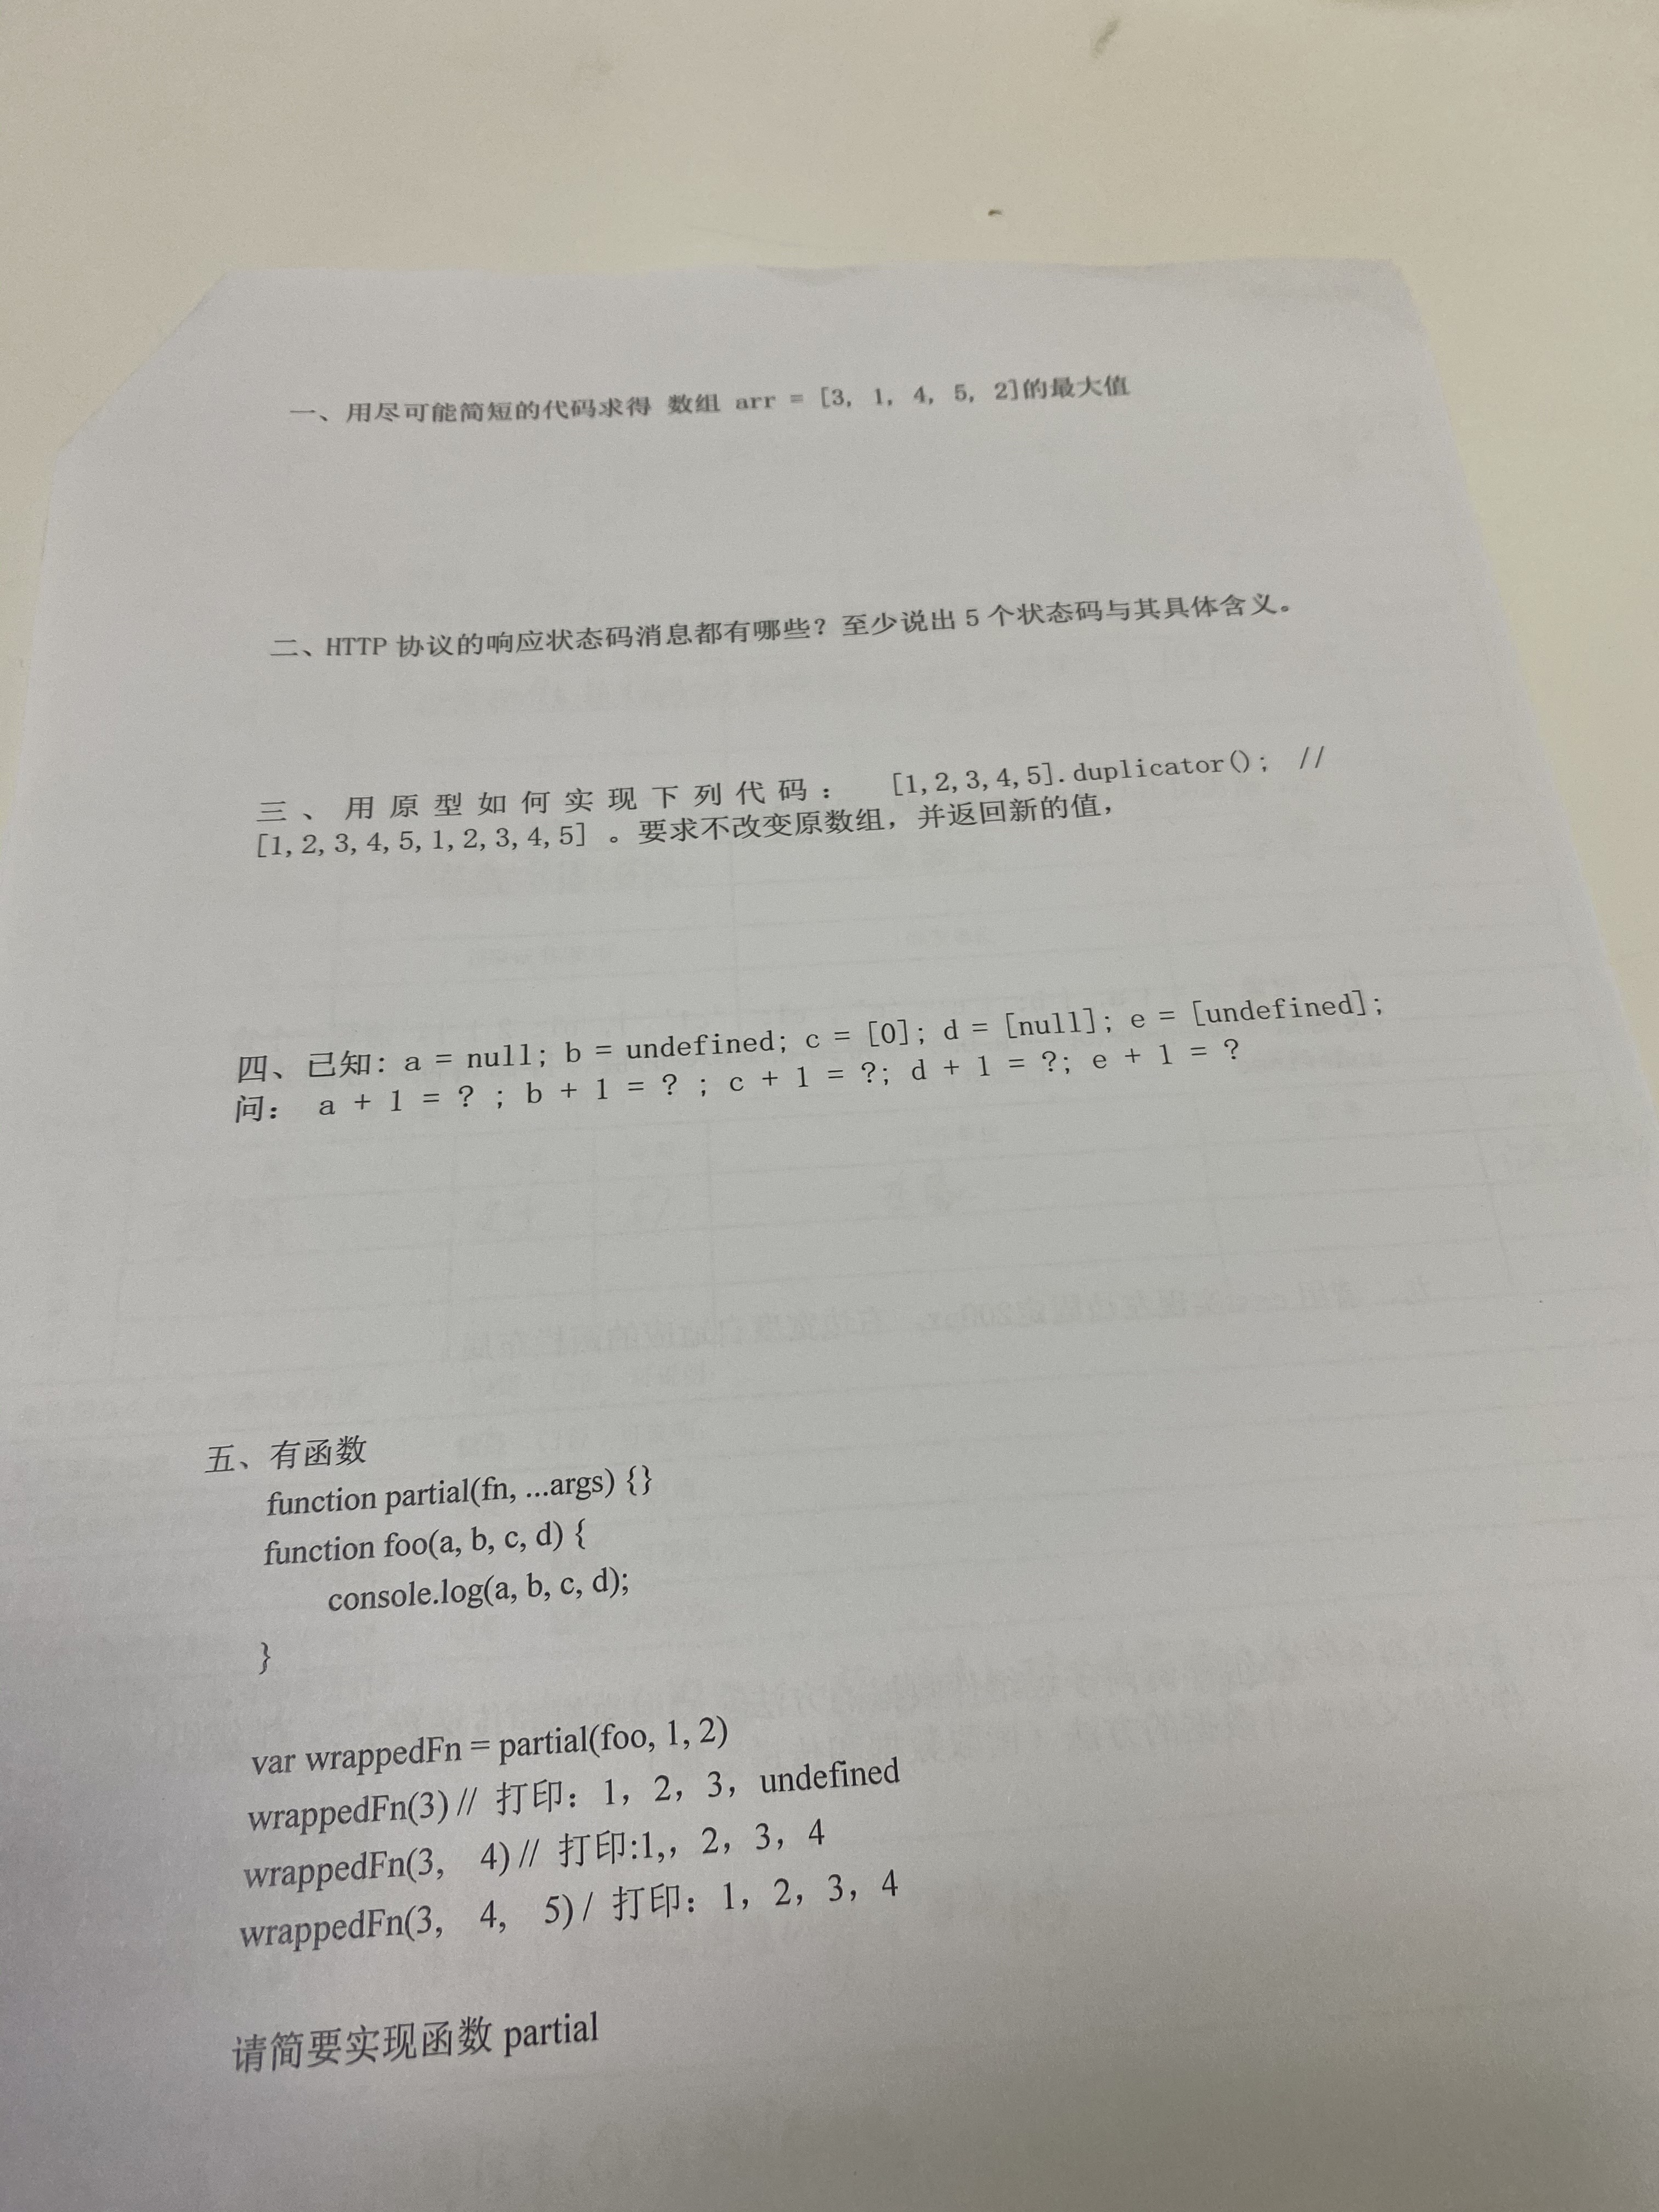 一、用尽可能简短的代码求得 数组 arr = [3, 1, 4, 5, 2]的最大值
二、HTTP 协议的响应状态码消息都有哪些？至少说出 5 个状态码与其具体含义。
三、用原型如何实现下列代码： [1,2,3,4,5].duplicator(); //
[1,2,3,4,5,1,2,3,4,5] 。要求不改变原数组，并返回新的值，
四、已知：a = null; b = undefined; c = [0]; d = [null]; e = [undefined];
问： a + 1 = ? ; b + 1 = ? ; c + 1 = ?; d + 1 = ?; e + 1 = ?
五、有函数
function partial(fn, ...args) {}
function foo(a, b, c, d) {
console.log(a, b, c, d);
}
var wrappedFn = partial(foo, 1, 2)
wrappedFn(3) // 打印：1，2，3，undefined
wrappedFn(3, 4) // 打印:1,，2，3，4
wrappedFn(3, 4, 5) / 打印：1，2，3，4
请简要实现函数 partial